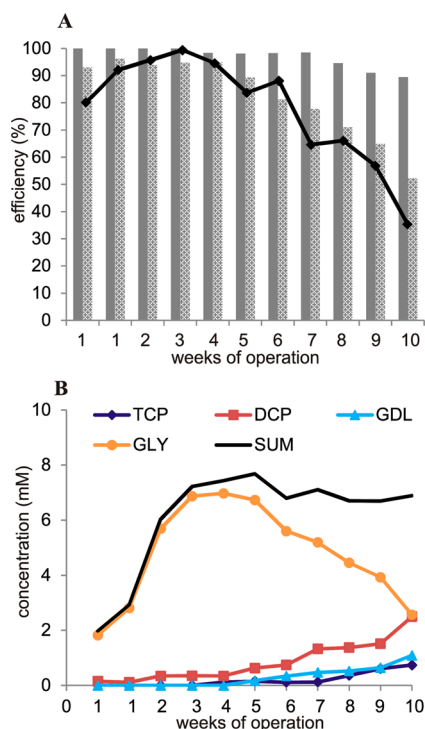 A
efficiency (%)
100
90
80
70
60
50
40
30
20
10
0
1 1 2 3 4 5 6 7 8 9 10
weeks of operation
B
concentration (mM)
10
TCP DCP GDL
GLY SUM
8
6
4
2
0
0 1 1 2 3 4 5 6 7 8 9 10
weeks of operation